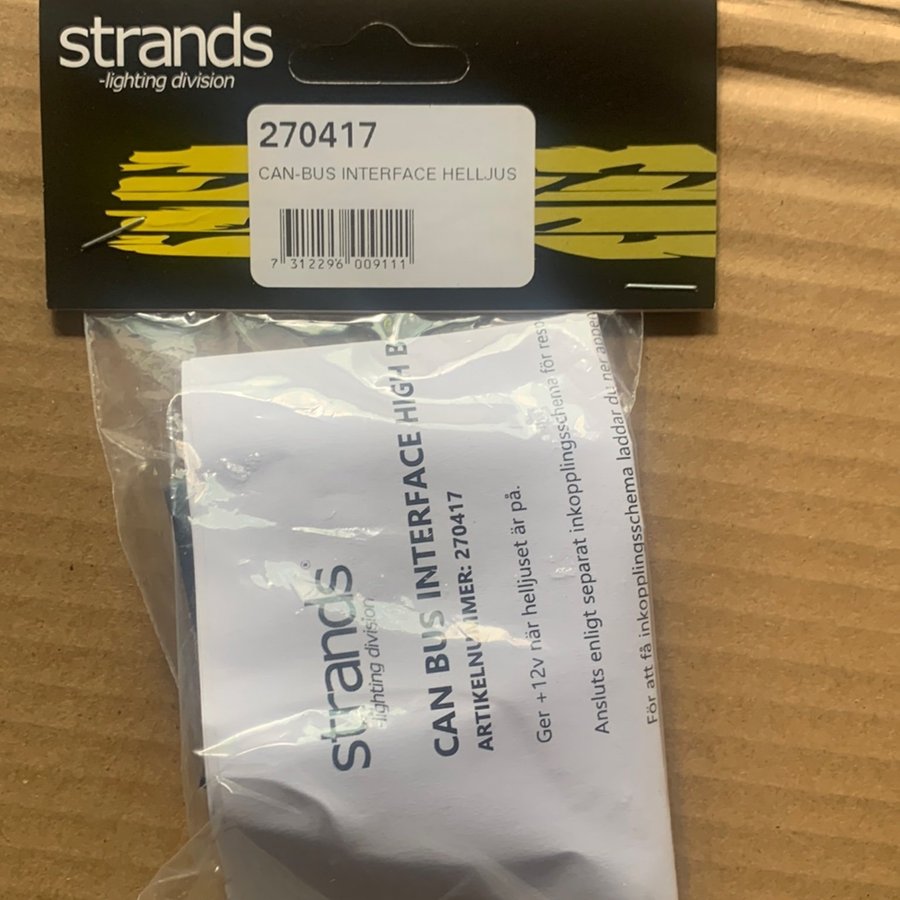 strands
-lighting division
270417
CAN-BUS INTERFACE HELLJUS
7 312296 009111
strands®
-lighting division
CAN BUS INTERFACE HIGH
ARTIKELNUMMER: 270417
Ger +12v när helljuset är på.
Ansluts enligt separat inkopplingsschema för
För att få inkopplingsschema laddar du ner